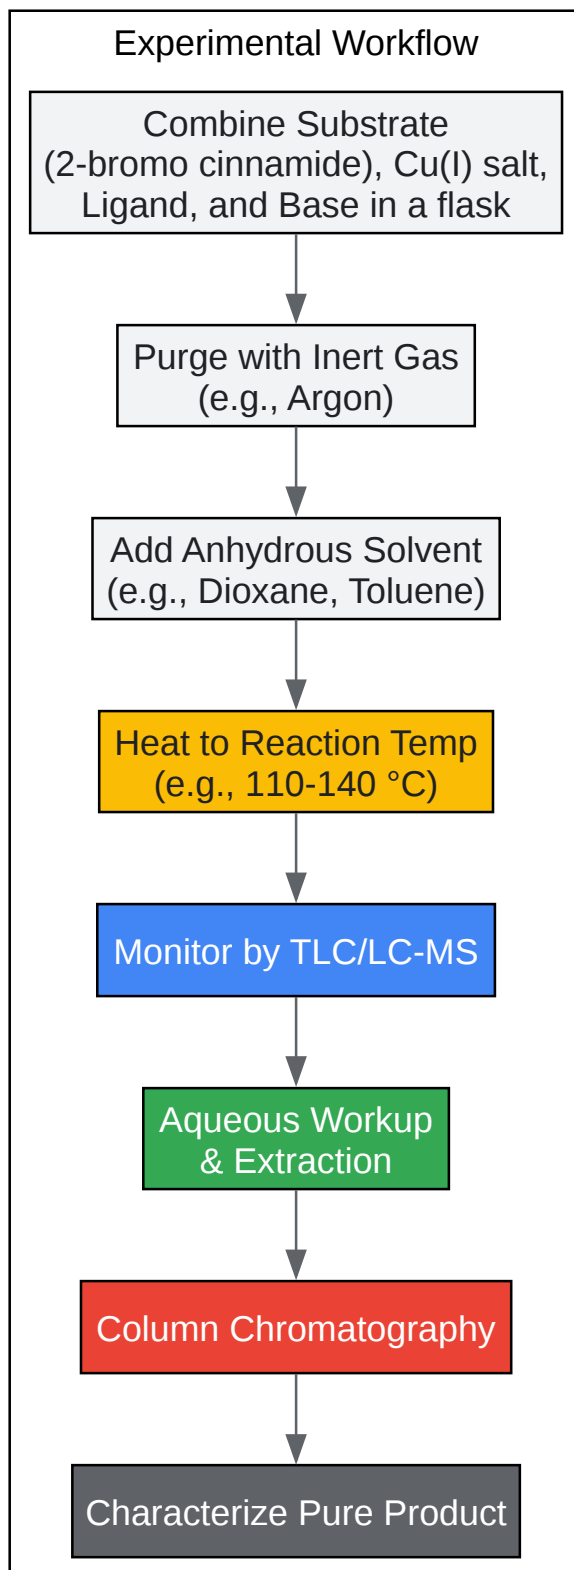 Experimental Workflow
Combine Substrate
(2-bromo cinnamide), Cu(I) salt,
Ligand, and Base in a flask
Purge with Inert Gas
(e.g., Argon)
Add Anhydrous Solvent
(e.g., Dioxane, Toluene)
Heat to Reaction Temp
(e.g., 110-140 °C)
Monitor by TLC/LC-MS
Aqueous Workup
& Extraction
Column Chromatography
Characterize Pure Product